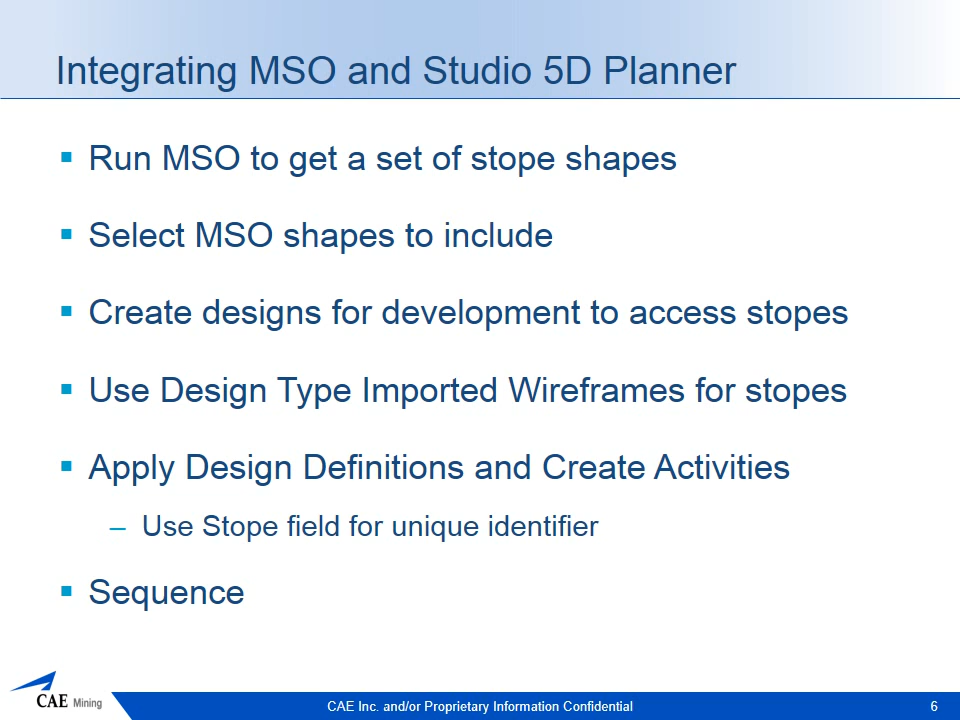 Integrating MSO and Studio 5D Planner
▪ Run MSO to get a set of stope shapes
▪ Select MSO shapes to include
▪ Create designs for development to access stopes
▪ Use Design Type Imported Wireframes for stopes
▪ Apply Design Definitions and Create Activities
– Use Stope field for unique identifier
▪ Sequence
CAE Mining
CAE Inc. and/or Proprietary Information Confidential
6